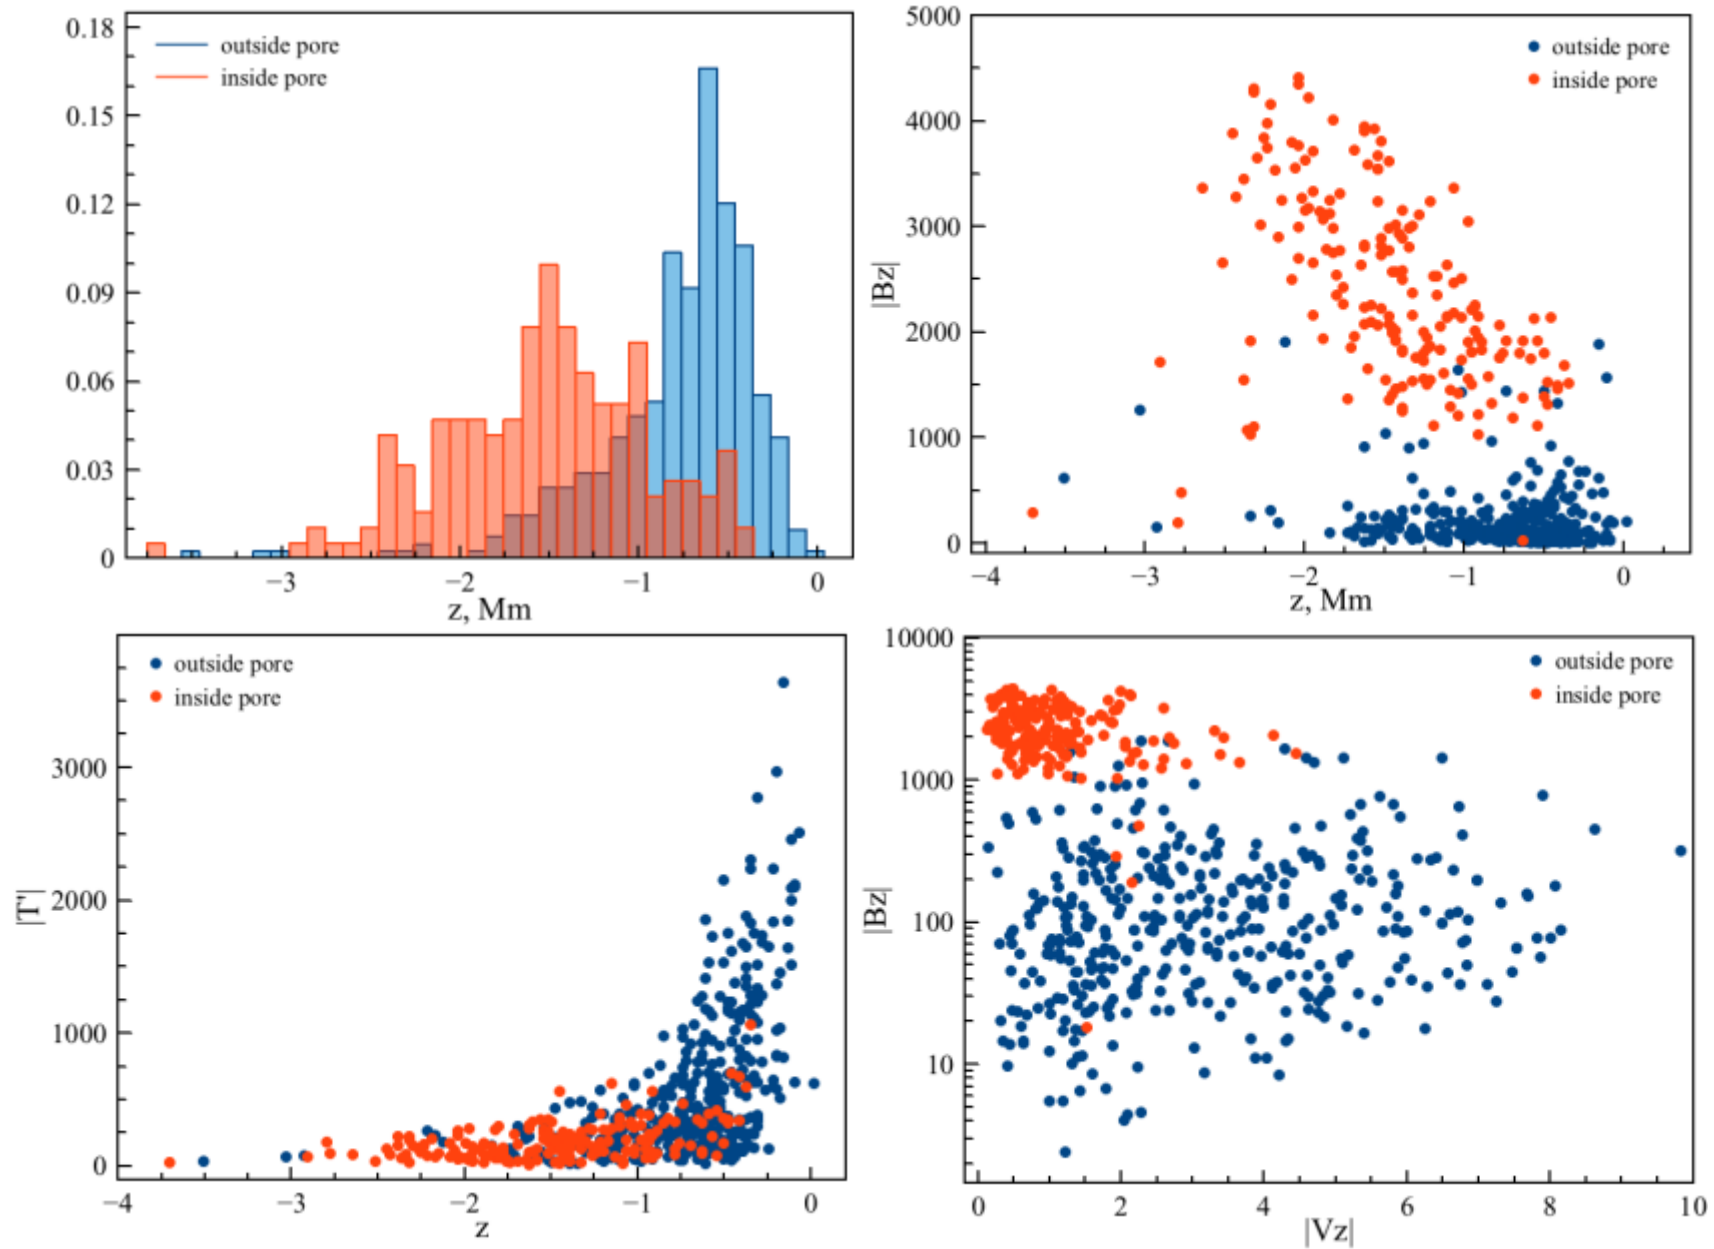 0.18
0.15
0.12
0.09
0.06
0.03
0
outside pore
inside pore
−3
−2
−1
0
z, Mm
5000
4000
3000
2000
1000
0
|Bz|
outside pore
inside pore
−4
−3
−2
−1
0
z, Mm
3000
2000
1000
0
|T'|
outside pore
inside pore
−4
−3
−2
−1
0
z
10000
1000
100
10
|Bz|
outside pore
inside pore
0
2
4
6
8
10
|Vz|